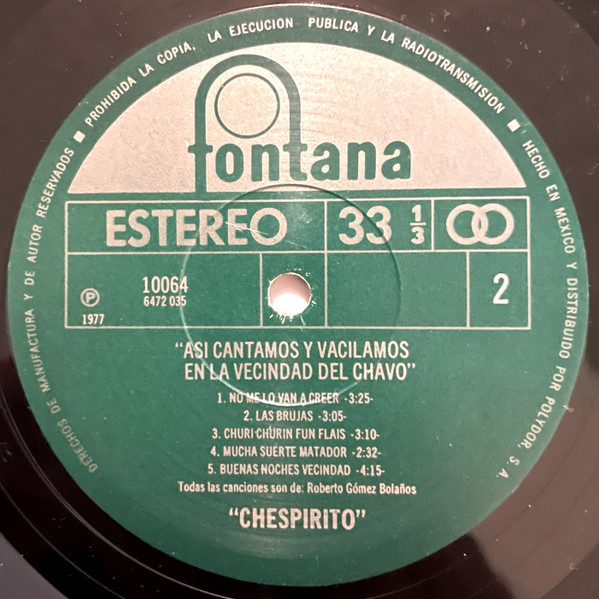 DERECHOS DE MANUFACTURA Y DE AUTOR RESERVADOS ■ PROHIBIDA LA COPIA, LA EJECUCION PUBLICA Y LA RADIOTRANSMISION ■ HECHO EN MEXICO Y DISTRIBUIDO POR POLYDOR, S. A.
fontana
ESTEREO 33 1/3
℗ 10064 2
6472 035
1977
"ASI CANTAMOS Y VACILAMOS
EN LA VECINDAD DEL CHAVO"
1. NO ME LO VAN A CREER -3:25-
2. LAS BRUJAS -3:05-
3. CHURI-CHURIN FUN FLAIS -3:10-
4. MUCHA SUERTE MATADOR -2:32-
5. BUENAS NOCHES VECINDAD -4:15-
Todas las canciones son de: Roberto Gómez Bolaños
"CHESPIRITO"